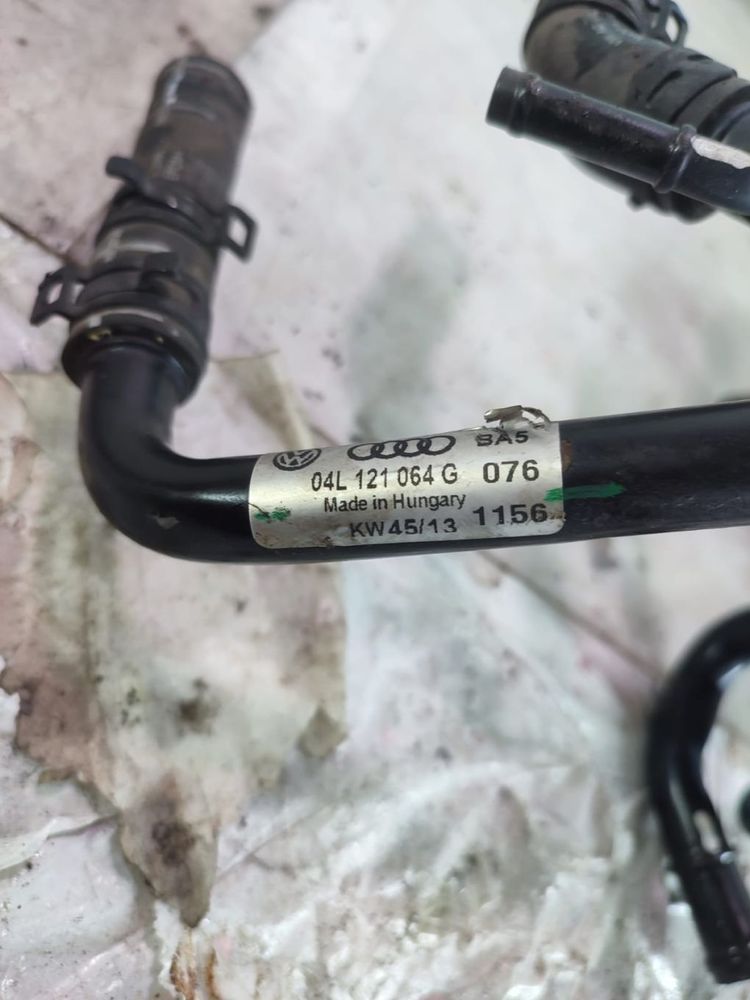 BA5
04L 121 064 G 076
Made in Hungary
KW45/13 1156